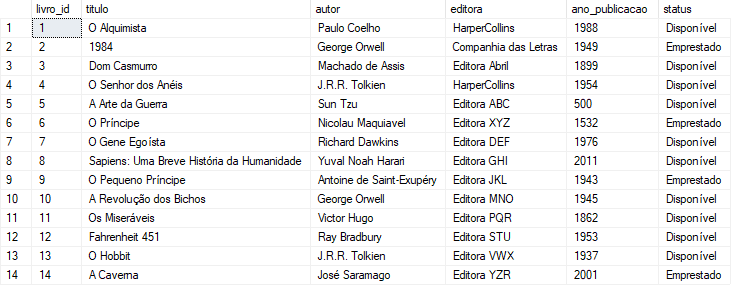 livro_id titulo autor editora ano_publicacao status
1 1 O Alquimista Paulo Coelho HarperCollins 1988 Disponível
2 2 1984 George Orwell Companhia das Letras 1949 Emprestado
3 3 Dom Casmurro Machado de Assis Editora Abril 1899 Disponível
4 4 O Senhor dos Anéis J.R.R. Tolkien HarperCollins 1954 Disponível
5 5 A Arte da Guerra Sun Tzu Editora ABC 500 Disponível
6 6 O Príncipe Nicolau Maquiavel Editora XYZ 1532 Emprestado
7 7 O Gene Egoísta Richard Dawkins Editora DEF 1976 Disponível
8 8 Sapiens: Uma Breve História da Humanidade Yuval Noah Harari Editora GHI 2011 Disponível
9 9 O Pequeno Príncipe Antoine de Saint-Exupéry Editora JKL 1943 Emprestado
10 10 A Revolução dos Bichos George Orwell Editora MNO 1945 Disponível
11 11 Os Miseráveis Victor Hugo Editora PQR 1862 Disponível
12 12 Fahrenheit 451 Ray Bradbury Editora STU 1953 Disponível
13 13 O Hobbit J.R.R. Tolkien Editora VWX 1937 Disponível
14 14 A Caverna José Saramago Editora YZR 2001 Emprestado